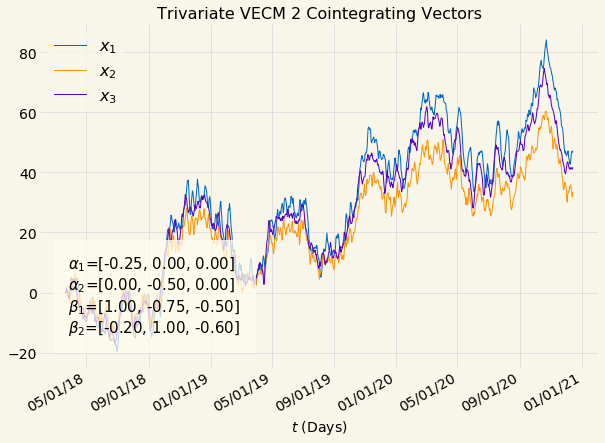 Trivariate VECM 2 Cointegrating Vectors
x₁
x₂
x₃
80
60
40
20
0
−20
α₁=[-0.25, 0.00, 0.00]
α₂=[0.00, -0.50, 0.00]
β₁=[1.00, -0.75, -0.50]
β₂=[-0.20, 1.00, -0.60]
05/01/18 09/01/18 01/01/19 05/01/19 09/01/19 01/01/20 05/01/20 09/01/20 01/01/21
t (Days)